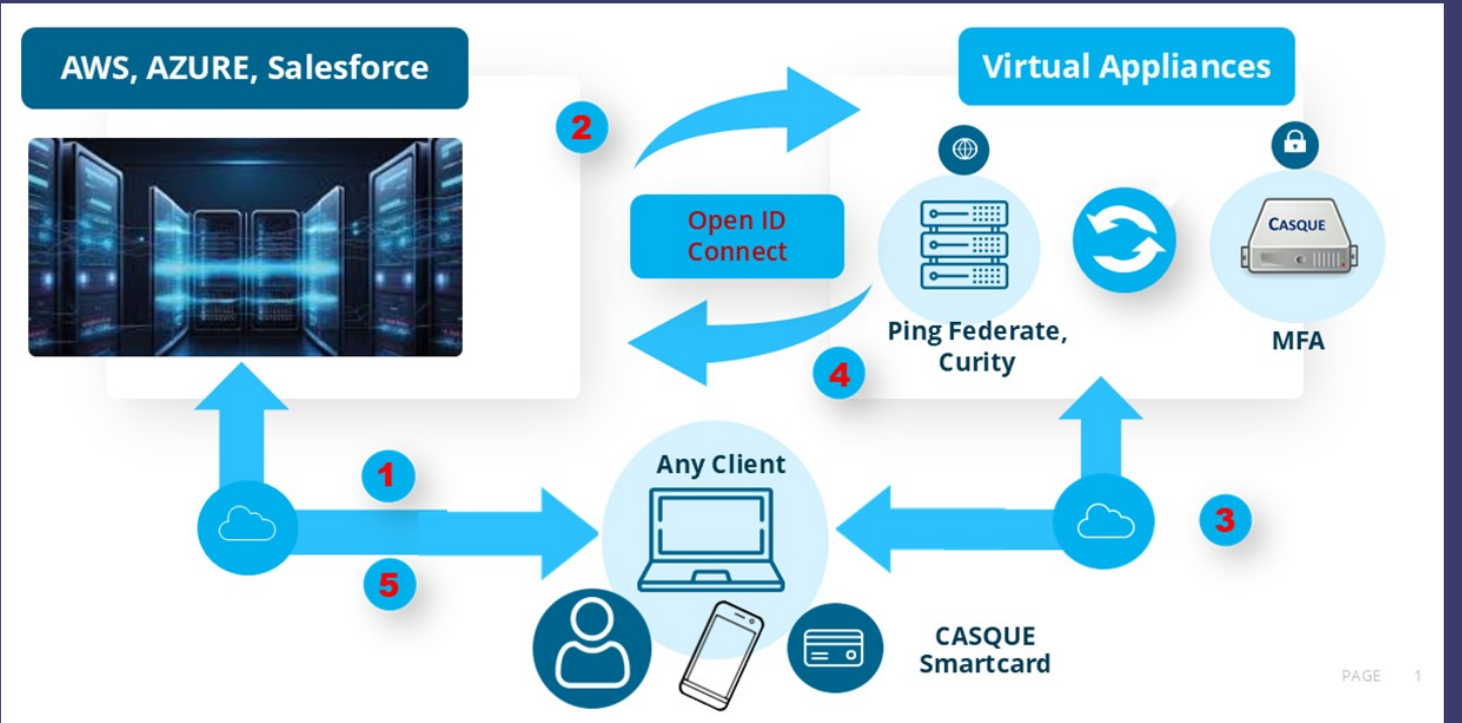 AWS, AZURE, Salesforce
Virtual Appliances
2
Open ID
Connect
CASQUE
Ping Federate,
Curity
MFA
4
1
Any Client
3
5
CASQUE
Smartcard
PAGE 1